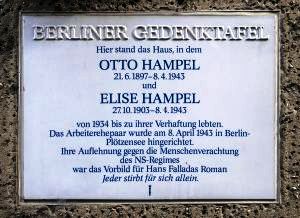 BERLINER GEDENKTAFEL
Hier stand das Haus, in dem
OTTO HAMPEL
21.6.1897–8.4.1943
und
ELISE HAMPEL
27.10.1903–8.4.1943
von 1934 bis zu ihrer Verhaftung lebten.
Das Arbeiterehepaar wurde am 8. April 1943 in Berlin-
Plötzensee hingerichtet.
Ihre Auflehnung gegen die Menschenverachtung
des NS-Regimes
war das Vorbild für Hans Falladas Roman
Jeder stirbt für sich allein.